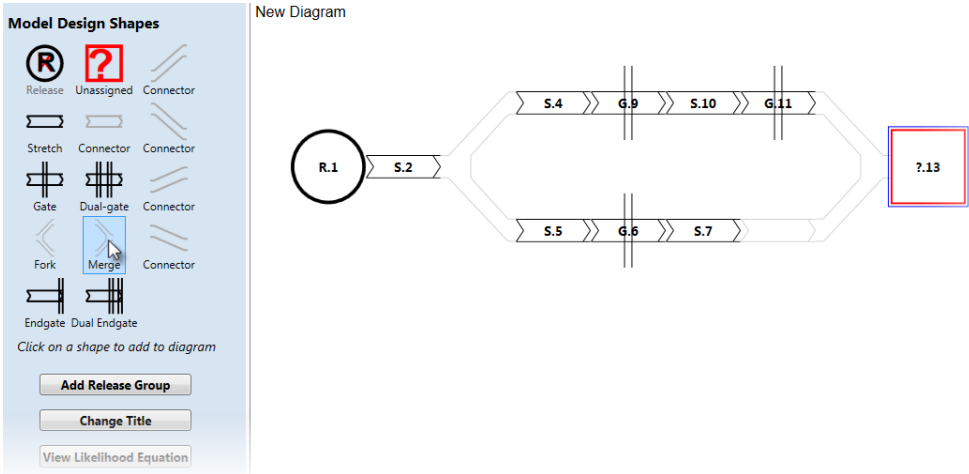 Model Design Shapes
R ?
Release Unassigned Connector
Stretch Connector Connector
Gate Dual-gate Connector
Fork Merge Connector
Endgate Dual Endgate
Click on a shape to add to diagram
Add Release Group
Change Title
View Likelihood Equation
New Diagram
S.4 G.9 S.10 G.11
R.1 S.2 ?.13
S.5 G.6 S.7